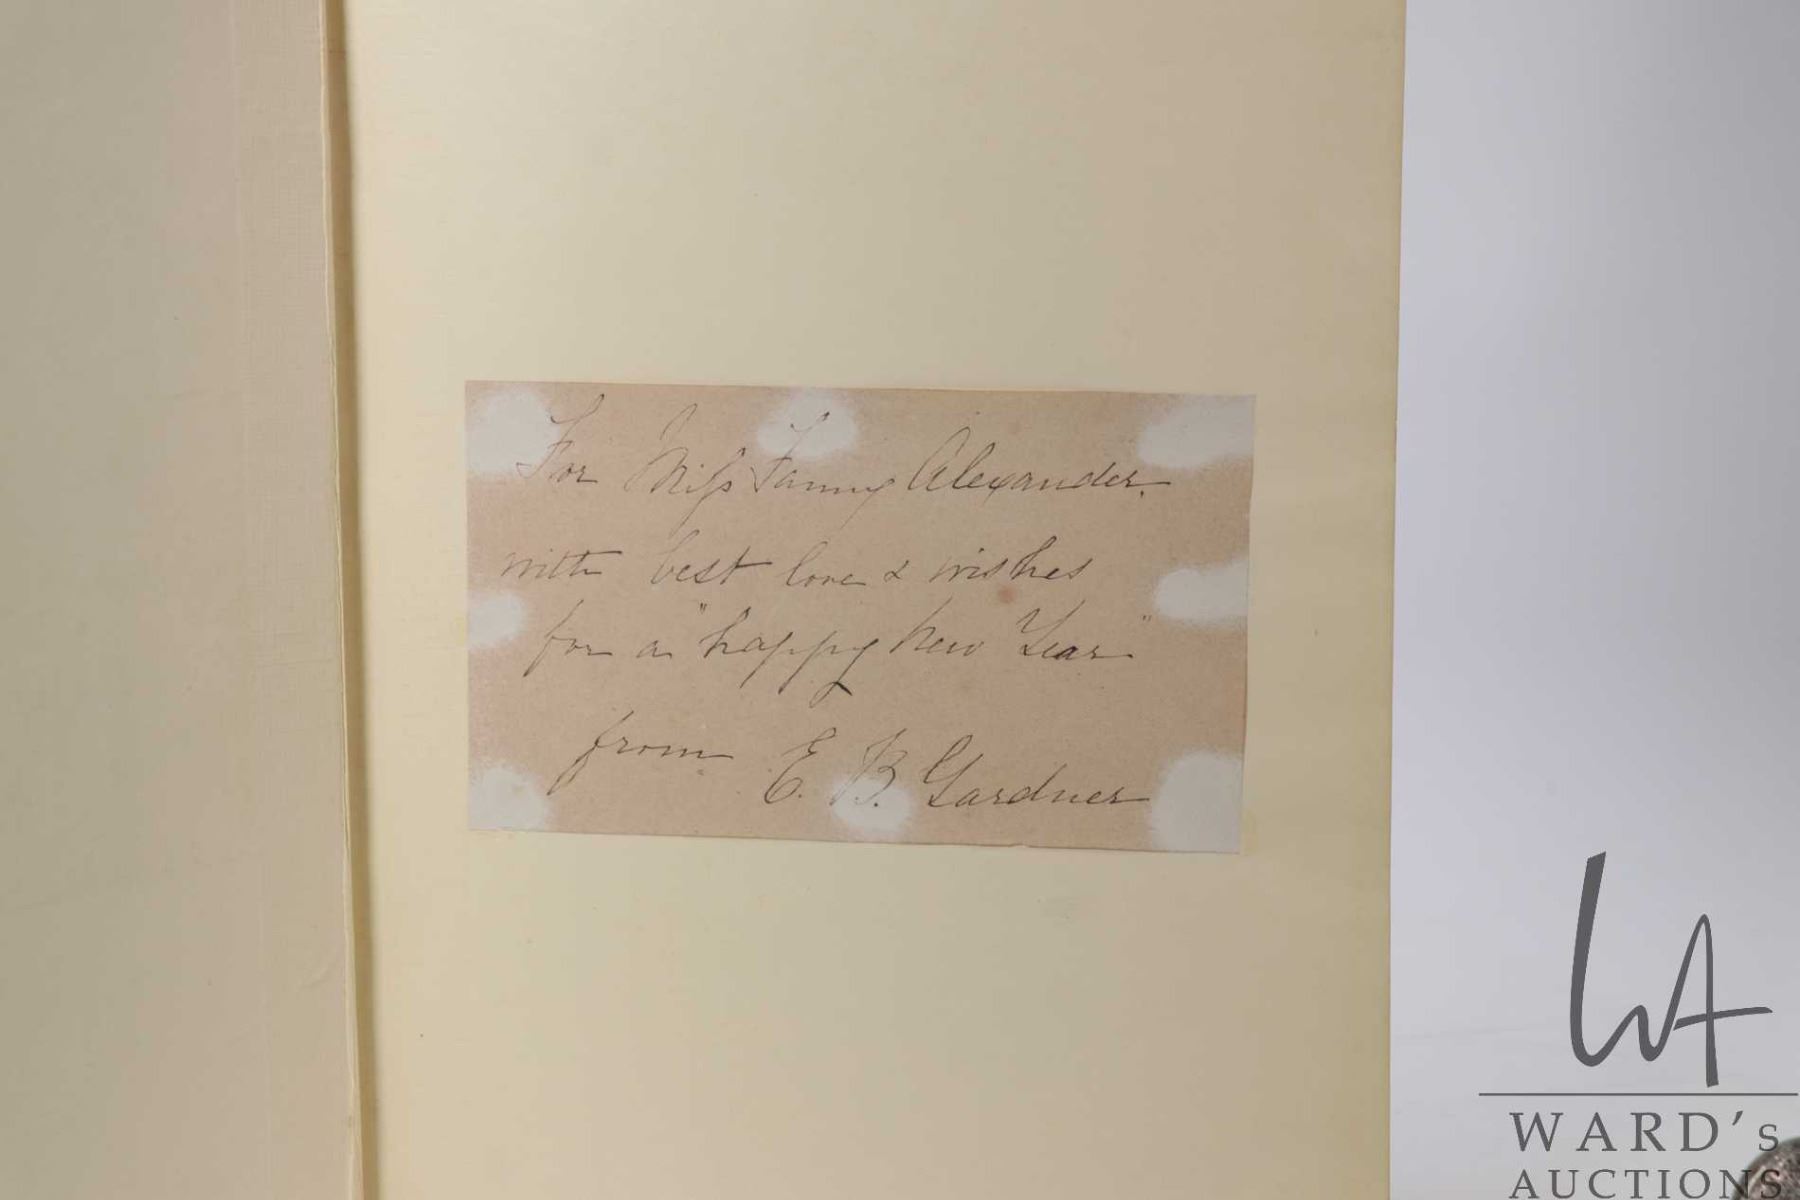 For Miss Fanny Alexander.
with best love & wishes
for a "happy New Year"
from E. B. Gardner
WARD's
AUCTIONS